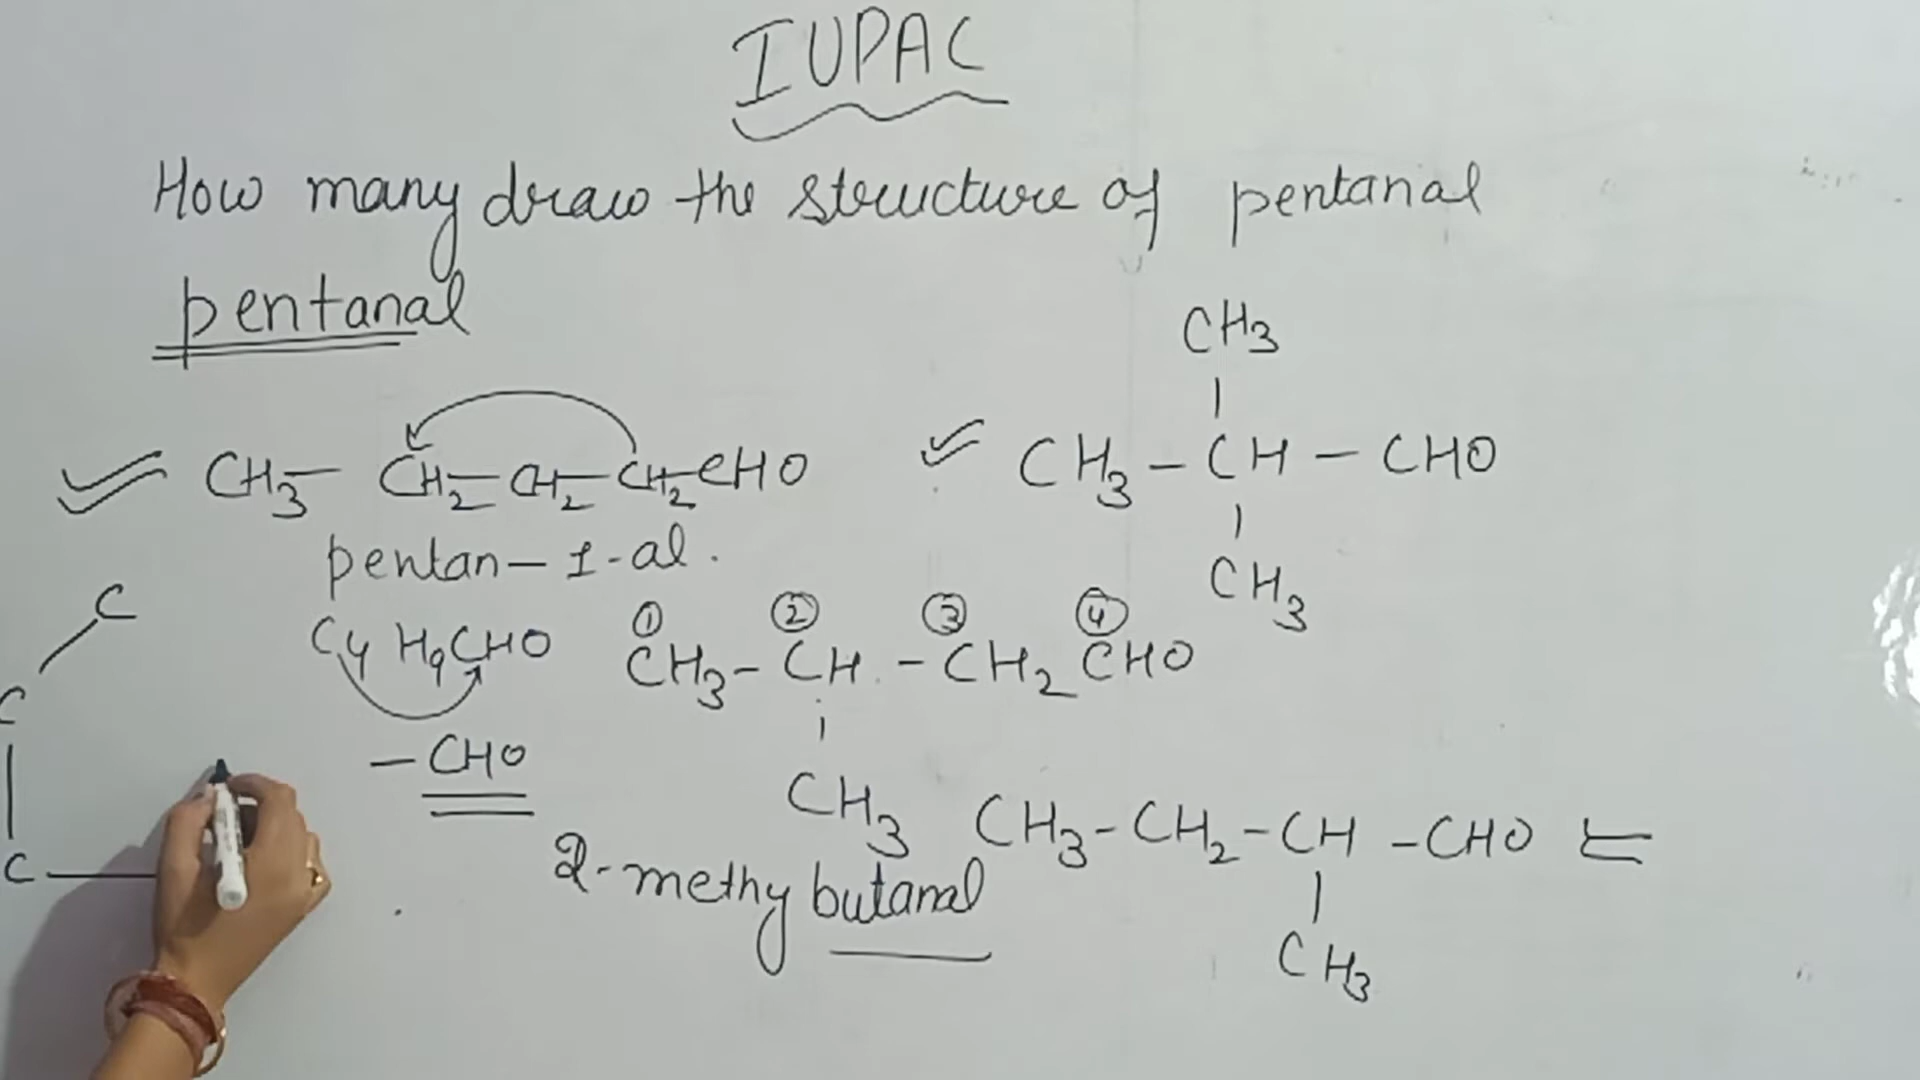 IUPAC
How many draw the structure of pentanal
pentanal
CH3
CH3 — CH2 — CH2 — CH2 — CHO
CH3 — CH — CHO
pentan — 1 - al .
CH3
C
C4 H9 CHO
① ② ③ ④
CH3 - CH - CH2 CHO
C
— CHO
CH3
CH3 - CH2 - CH - CHO
C
2 - methy butanal
CH3